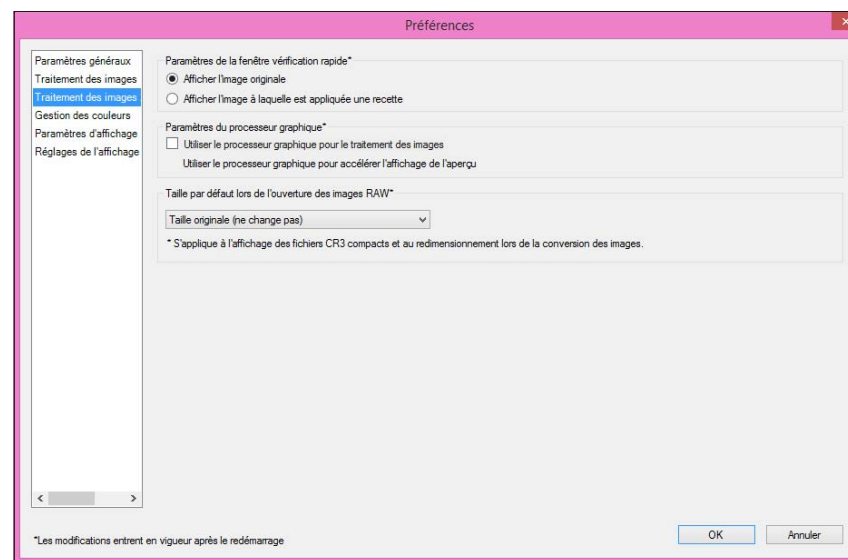 Préférences
Paramètres généraux
Traitement des images
Traitement des images
Gestion des couleurs
Paramètres d'affichage
Réglages de l'affichage
Paramètres de la fenêtre vérification rapide*
Afficher l'image originale
Afficher l'image à laquelle est appliquée une recette
Paramètres du processeur graphique*
Utiliser le processeur graphique pour le traitement des images
Utiliser le processeur graphique pour accélérer l'affichage de l'aperçu
Taille par défaut lors de l'ouverture des images RAW*
Taille originale (ne change pas)
* S'applique à l'affichage des fichiers CR3 compacts et au redimensionnement lors de la conversion des images.
*Les modifications entrent en vigueur après le redémarrage
OK
Annuler